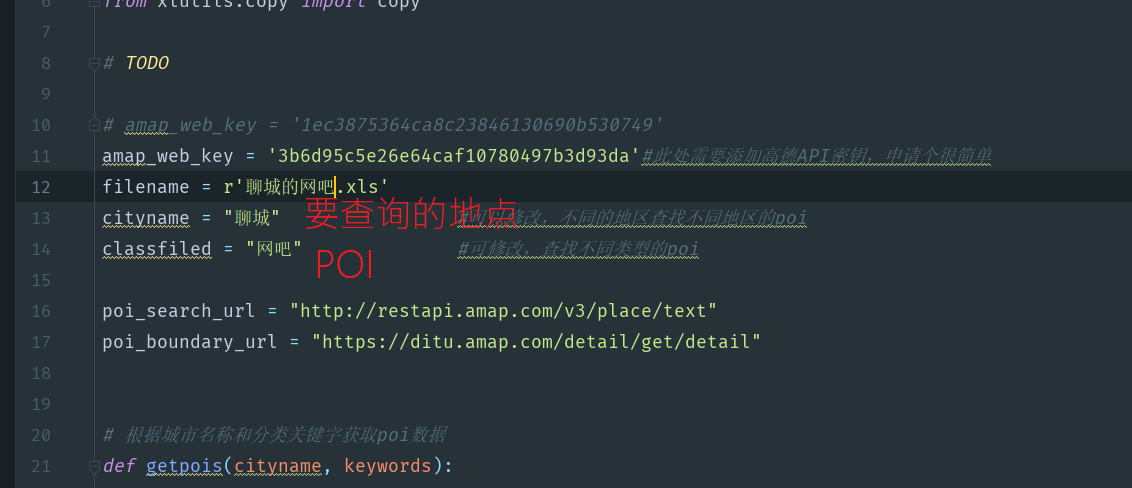 6 from xlutils.copy import copy
7
8 # TODO
9
10 # amap_web_key = '1ec3875364ca8c23846130690b530749'
11 amap_web_key = '3b6d95c5e26e64caf10780497b3d93da'#此处需要添加高德API密钥，申请个很简单
12 filename = r'聊城的网吧.xls'
13 cityname = "聊城" 要查询的地点 #可以修改，不同的地区查找不同地区的poi
14 classfiled = "网吧" #可修改，查找不同类型的poi
POI
15
16 poi_search_url = "http://restapi.amap.com/v3/place/text"
17 poi_boundary_url = "https://ditu.amap.com/detail/get/detail"
18
19
20 # 根据城市名称和分类关键字获取poi数据
21 def getpois(cityname, keywords):